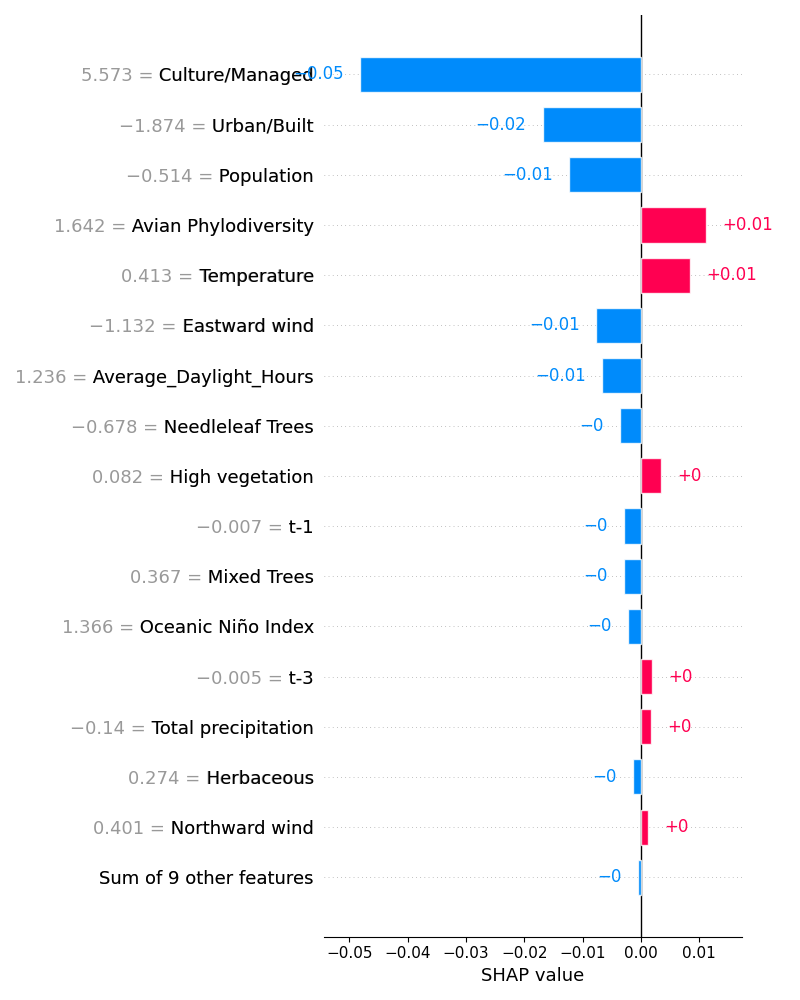 5.573 = Culture/Managed −0.05
−1.874 = Urban/Built −0.02
−0.514 = Population −0.01
1.642 = Avian Phylodiversity +0.01
0.413 = Temperature +0.01
−1.132 = Eastward wind −0.01
1.236 = Average_Daylight_Hours −0.01
−0.678 = Needleleaf Trees −0
0.082 = High vegetation +0
−0.007 = t-1 −0
0.367 = Mixed Trees −0
1.366 = Oceanic Niño Index −0
−0.005 = t-3 +0
−0.14 = Total precipitation +0
0.274 = Herbaceous −0
0.401 = Northward wind +0
Sum of 9 other features −0
−0.05 −0.04 −0.03 −0.02 −0.01 0.00 0.01
SHAP value